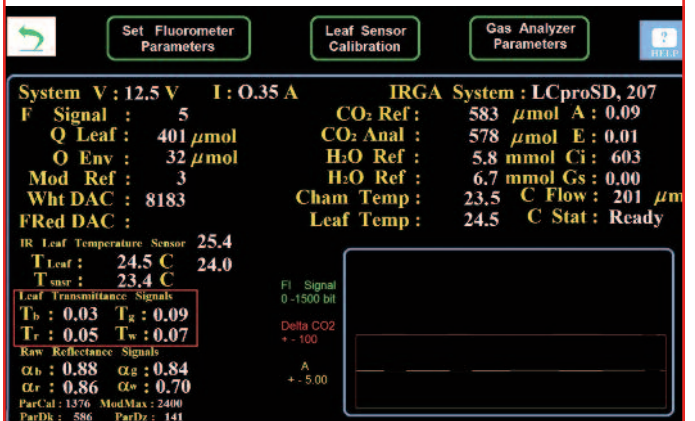 Set Fluorometer Parameters
Leaf Sensor Calibration
Gas Analyzer Parameters
?
HELP
System V : 12.5 V I : O.35 A IRGA System : LCproSD, 207
F Signal : 5 CO₂ Ref : 583 μmol A : 0.09
Q Leaf : 401 μmol CO₂ Anal : 578 μmol E : 0.01
O Env : 32 μmol H₂O Ref : 5.8 mmol Ci : 603
Mod Ref : 3 H₂O Ref : 6.7 mmol Gs : 0.00
Wht DAC : 8183 Cham Temp : 23.5 C Flow : 201 μm
FRed DAC : Leaf Temp : 24.5 C Stat : Ready
IR Leaf Temperature Sensor 25.4
T Leaf : 24.5 C 24.0
T snsr : 23.4 C
Leaf Transmittance Signals
Tb : 0.03 Tg : 0.09
Tr : 0.05 Tw : 0.07
Raw Reflectance Signals
αb : 0.88 αg : 0.84
αr : 0.86 αw : 0.70
ParCal : 1376 ModMax : 2400
ParDk : 586 ParDz : 141
Fl Signal
0 -1500 bit
Delta CO2
+ - 100
A
+ - 5.00